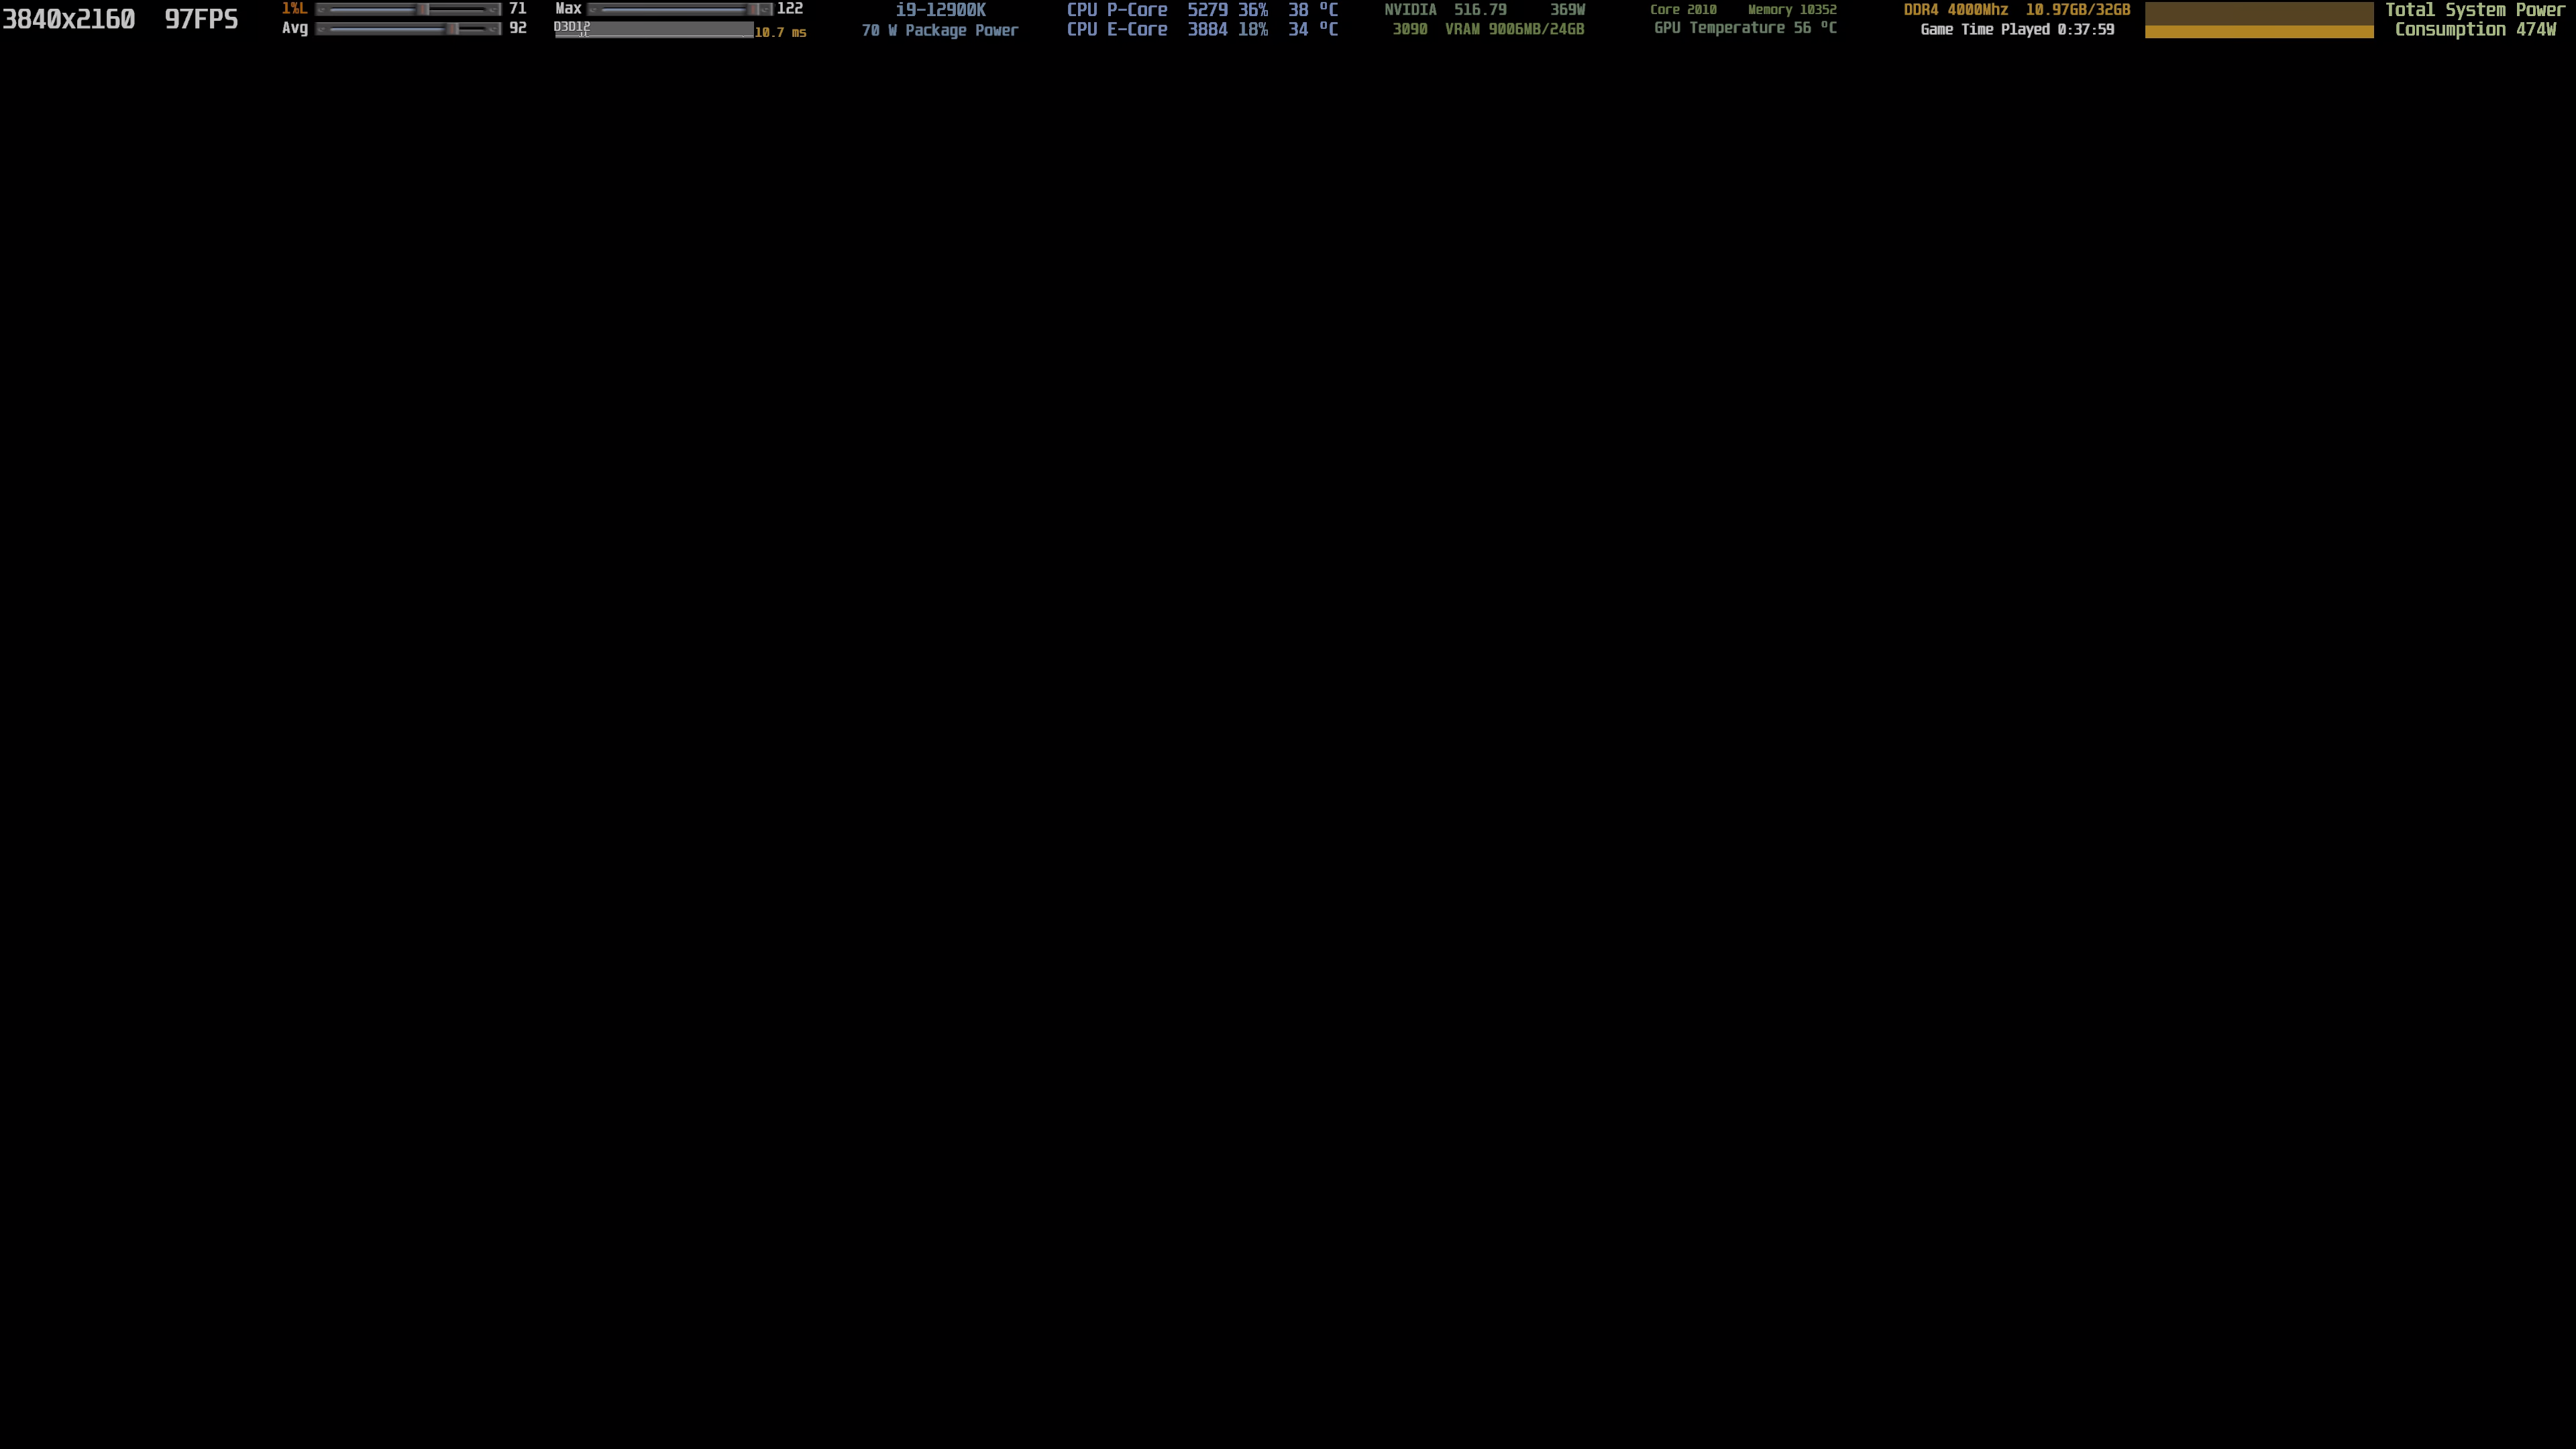 3840x2160 97FPS
1%L 71 Max 122
Avg 92 D3D12 10.7 ms
i9-12900K
70 W Package Power
CPU P-Core 5279 36% 38 ºC
CPU E-Core 3884 18% 34 ºC
NVIDIA 516.79 369W
3090 VRAM 9006MB/24GB
Core 2010 Memory 10352
GPU Temperature 56 ºC
DDR4 4000Mhz 10.97GB/32GB
Game Time Played 0:37:59
Total System Power
Consumption 474W